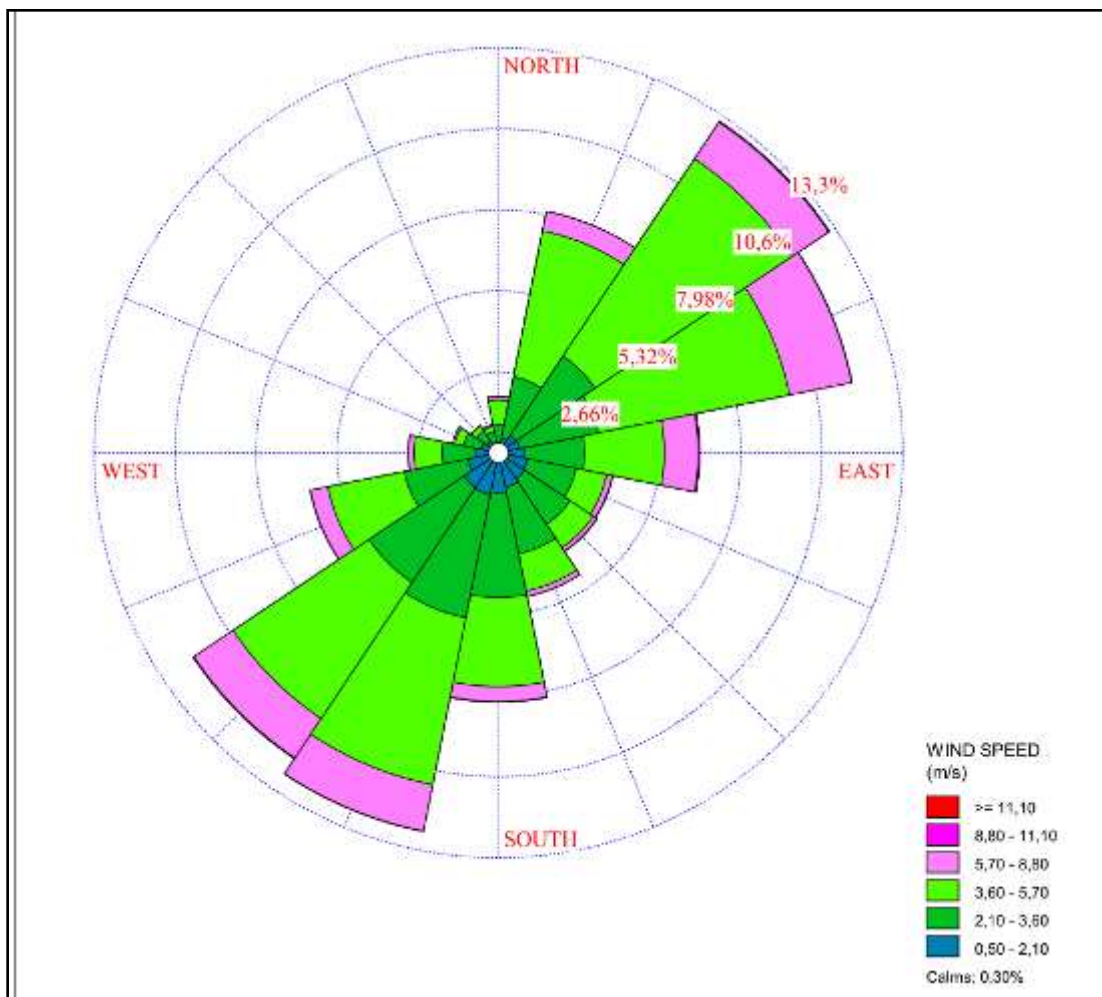 NORTH
13,3%
10,6%
7,98%
5,32%
2,66%
WEST
EAST
SOUTH
WIND SPEED
(m/s)
>= 11,10
8,80 - 11,10
5,70 - 8,80
3,60 - 5,70
2,10 - 3,60
0,50 - 2,10
Calms: 0,30%